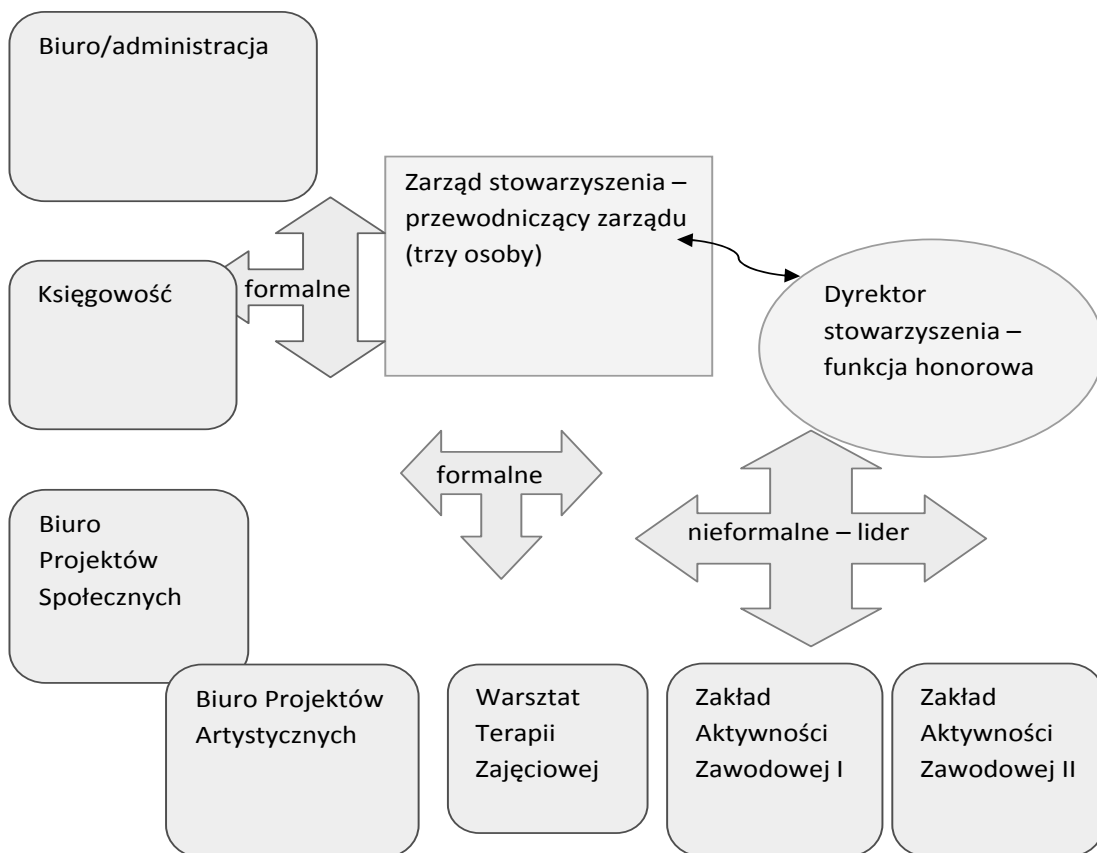 Biuro/administracja
Zarząd stowarzyszenia –
przewodniczący zarządu
(trzy osoby)
Księgowość
formalne
Dyrektor
stowarzyszenia –
funkcja honorowa
formalne
nieformalne – lider
Biuro
Projektów
Społecznych
Biuro Projektów
Artystycznych
Warsztat
Terapii
Zajęciowej
Zakład
Aktywności
Zawodowej I
Zakład
Aktywności
Zawodowej II